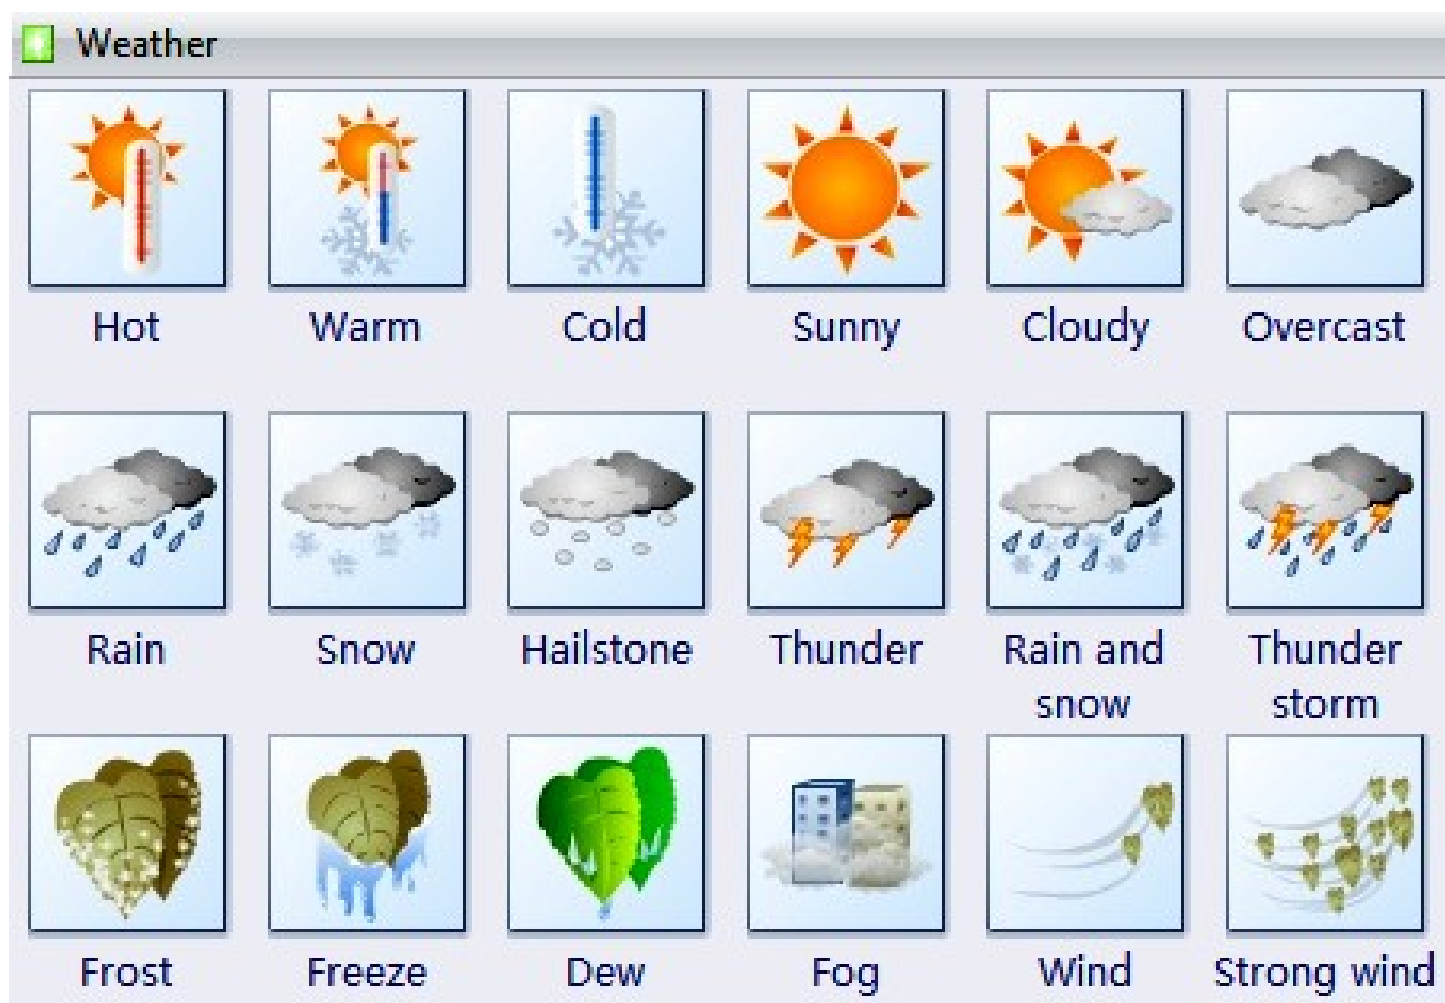 Weather
Hot Warm Cold Sunny Cloudy Overcast
Rain Snow Hailstone Thunder Rain and Thunder
snow storm
Frost Freeze Dew Fog Wind Strong wind